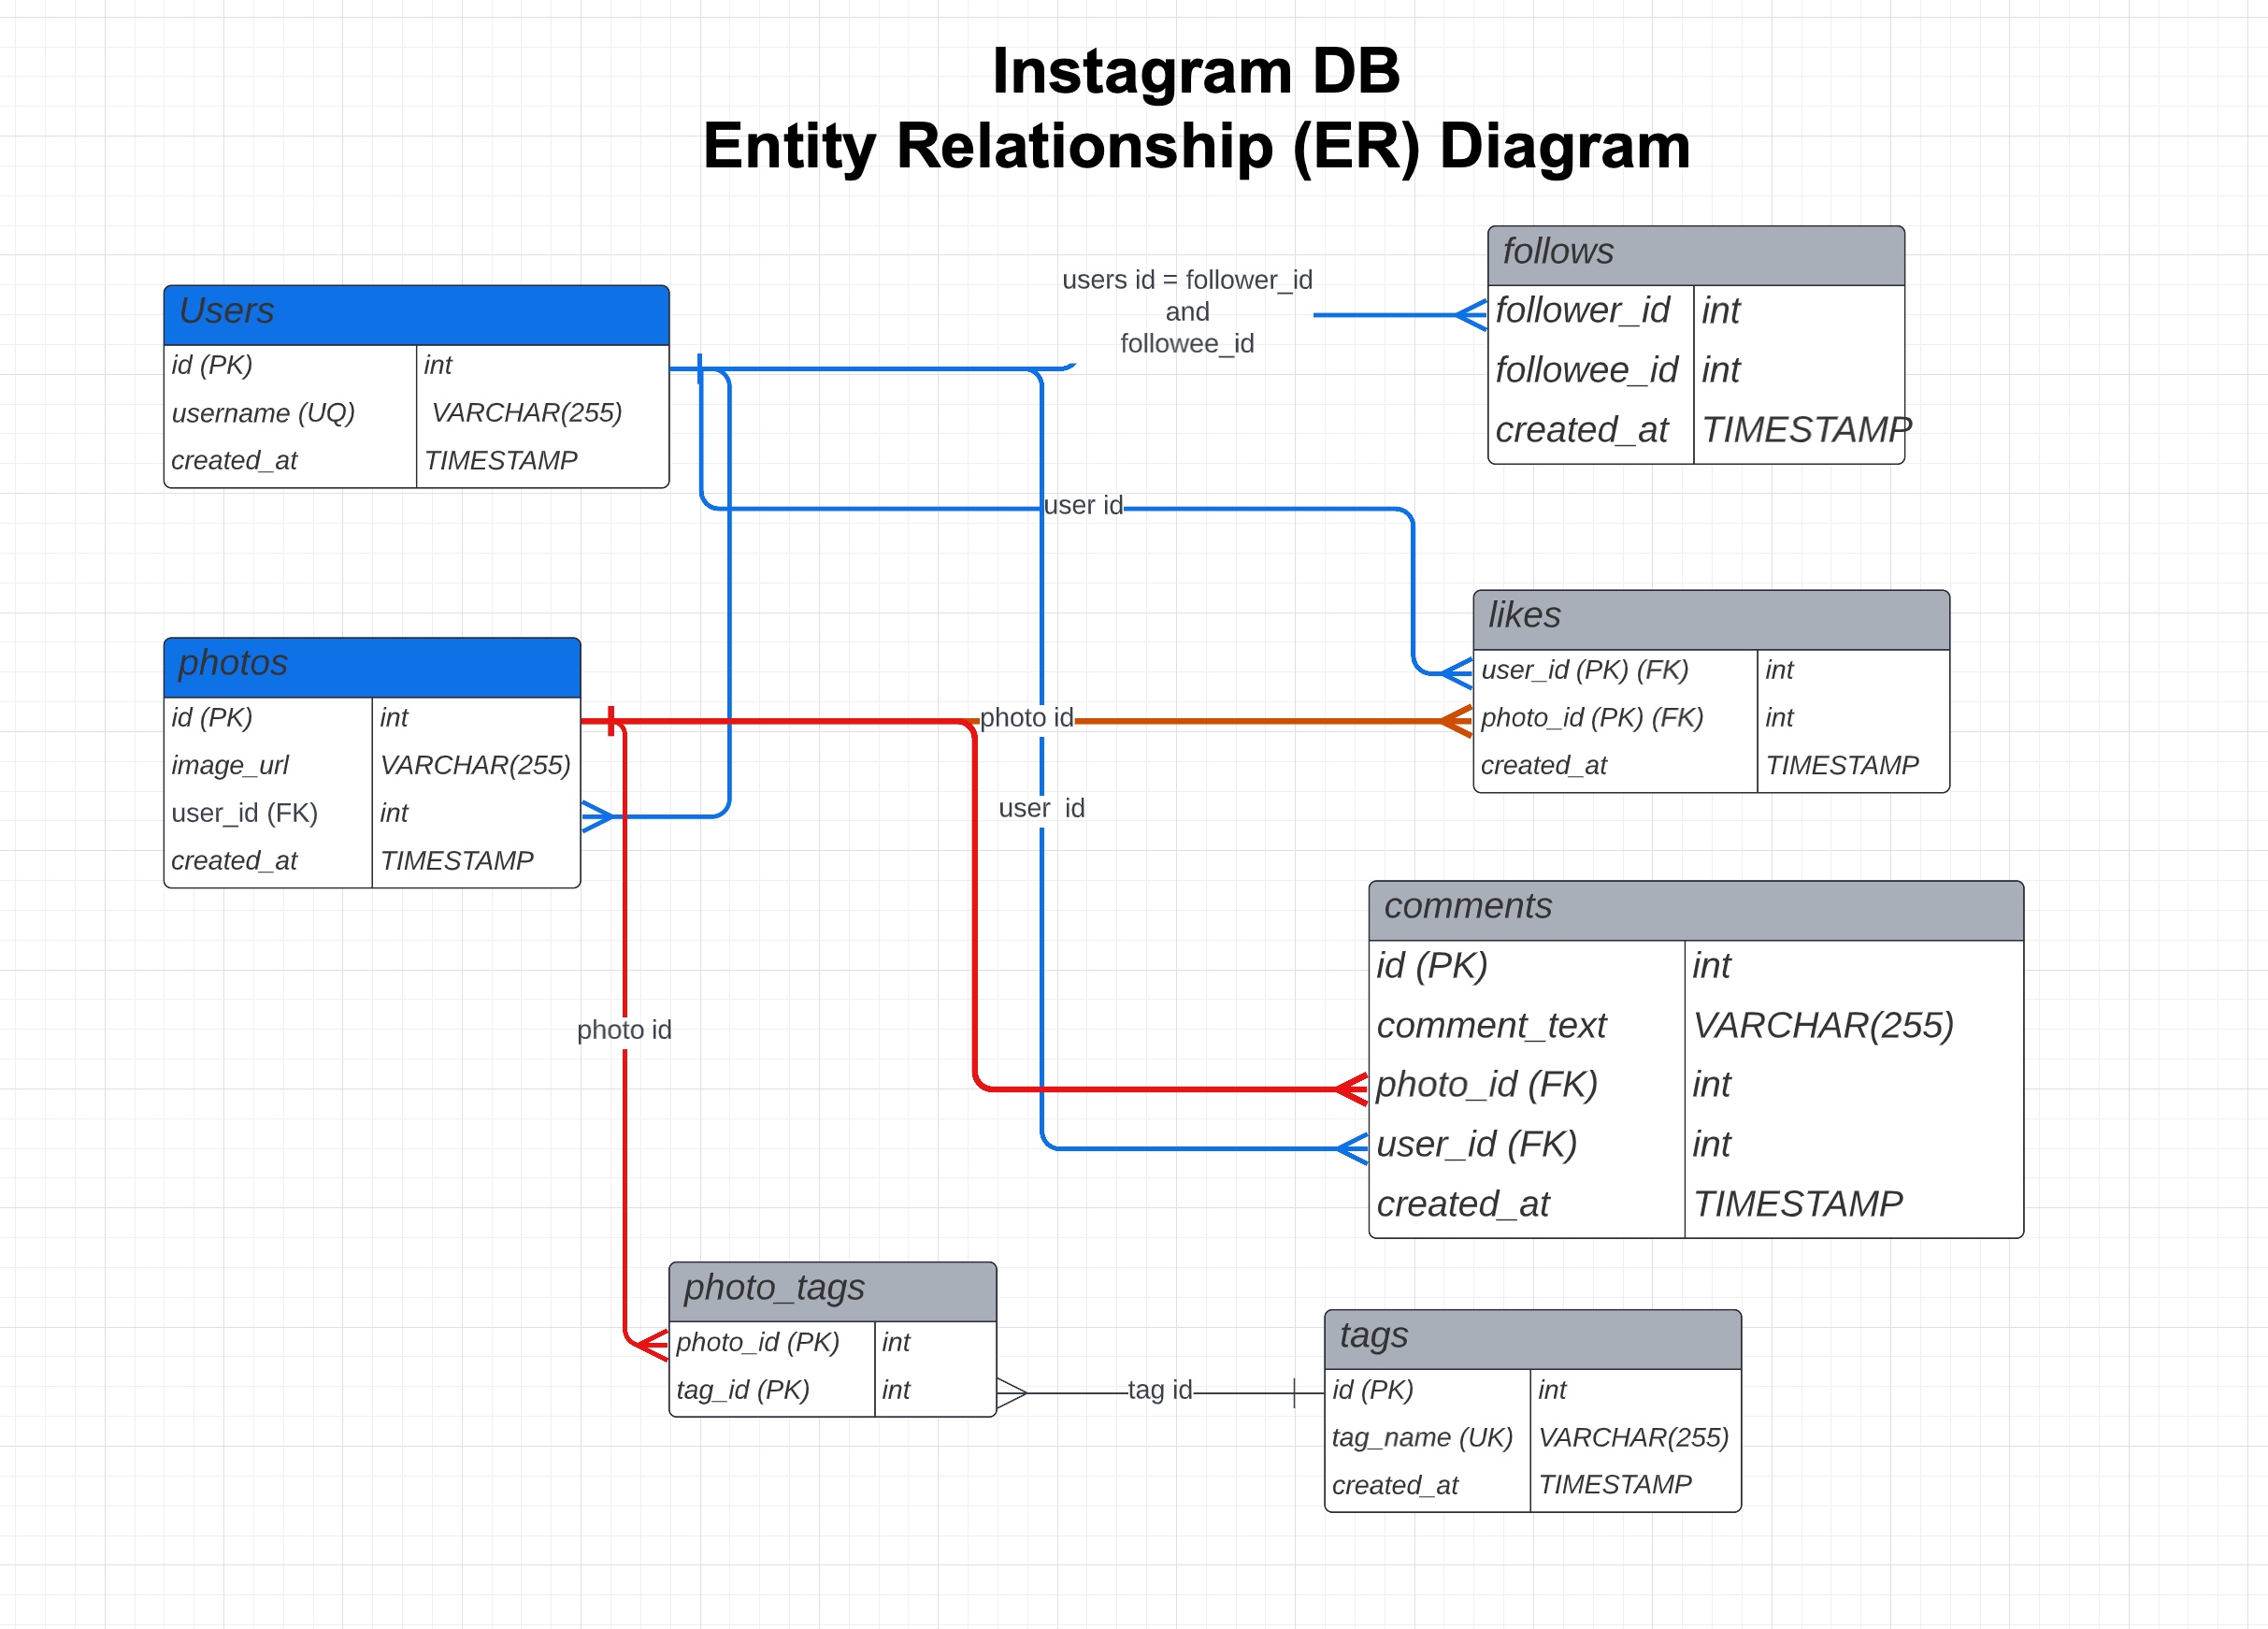 Instagram DB
Entity Relationship (ER) Diagram
Users
id (PK) int
username (UQ) VARCHAR(255)
created_at TIMESTAMP
users id = follower_id
and
followee_id
follows
follower_id int
followee_id int
created_at TIMESTAMP
user id
photos
id (PK) int
image_url VARCHAR(255)
user_id (FK) int
created_at TIMESTAMP
photo id
user id
likes
user_id (PK) (FK) int
photo_id (PK) (FK) int
created_at TIMESTAMP
comments
id (PK) int
comment_text VARCHAR(255)
photo_id (FK) int
user_id (FK) int
created_at TIMESTAMP
photo id
photo_tags
photo_id (PK) int
tag_id (PK) int
tag id
tags
id (PK) int
tag_name (UK) VARCHAR(255)
created_at TIMESTAMP